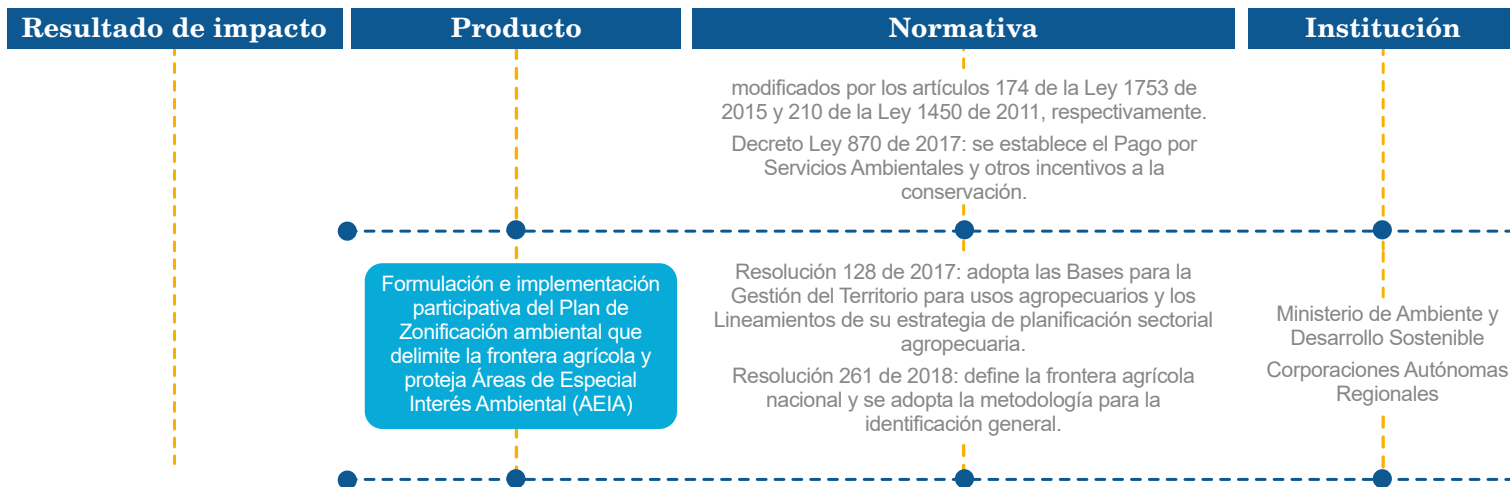 Resultado de impacto
Producto
Normativa
Institución
modificados por los artículos 174 de la Ley 1753 de
2015 y 210 de la Ley 1450 de 2011, respectivamente.
Decreto Ley 870 de 2017: se establece el Pago por
Servicios Ambientales y otros incentivos a la
conservación.
Formulación e implementación
participativa del Plan de
Zonificación ambiental que
delimite la frontera agrícola y
proteja Áreas de Especial
Interés Ambiental (AEIA)
Resolución 128 de 2017: adopta las Bases para la
Gestión del Territorio para usos agropecuarios y los
Lineamientos de su estrategia de planificación sectorial
agropecuaria.
Resolución 261 de 2018: define la frontera agrícola
nacional y se adopta la metodología para la
identificación general.
Ministerio de Ambiente y
Desarrollo Sostenible
Corporaciones Autónomas
Regionales